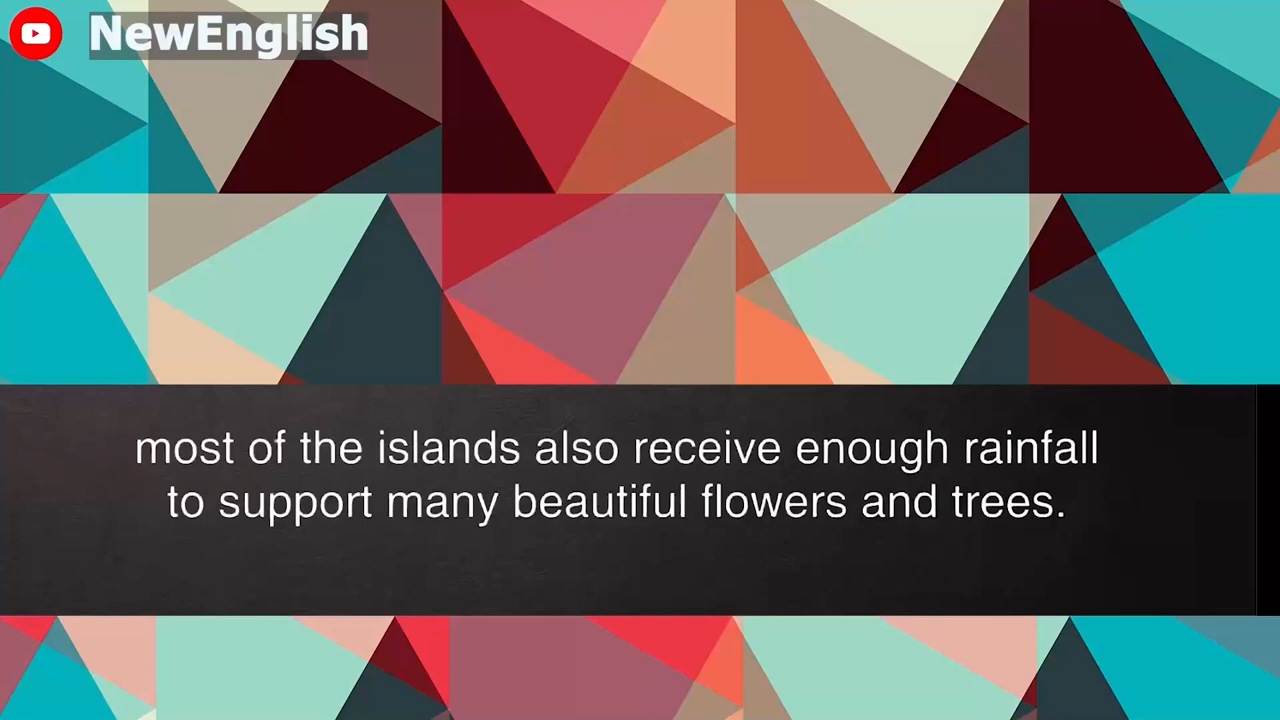 NewEnglish
most of the islands also receive enough rainfall
to support many beautiful flowers and trees.